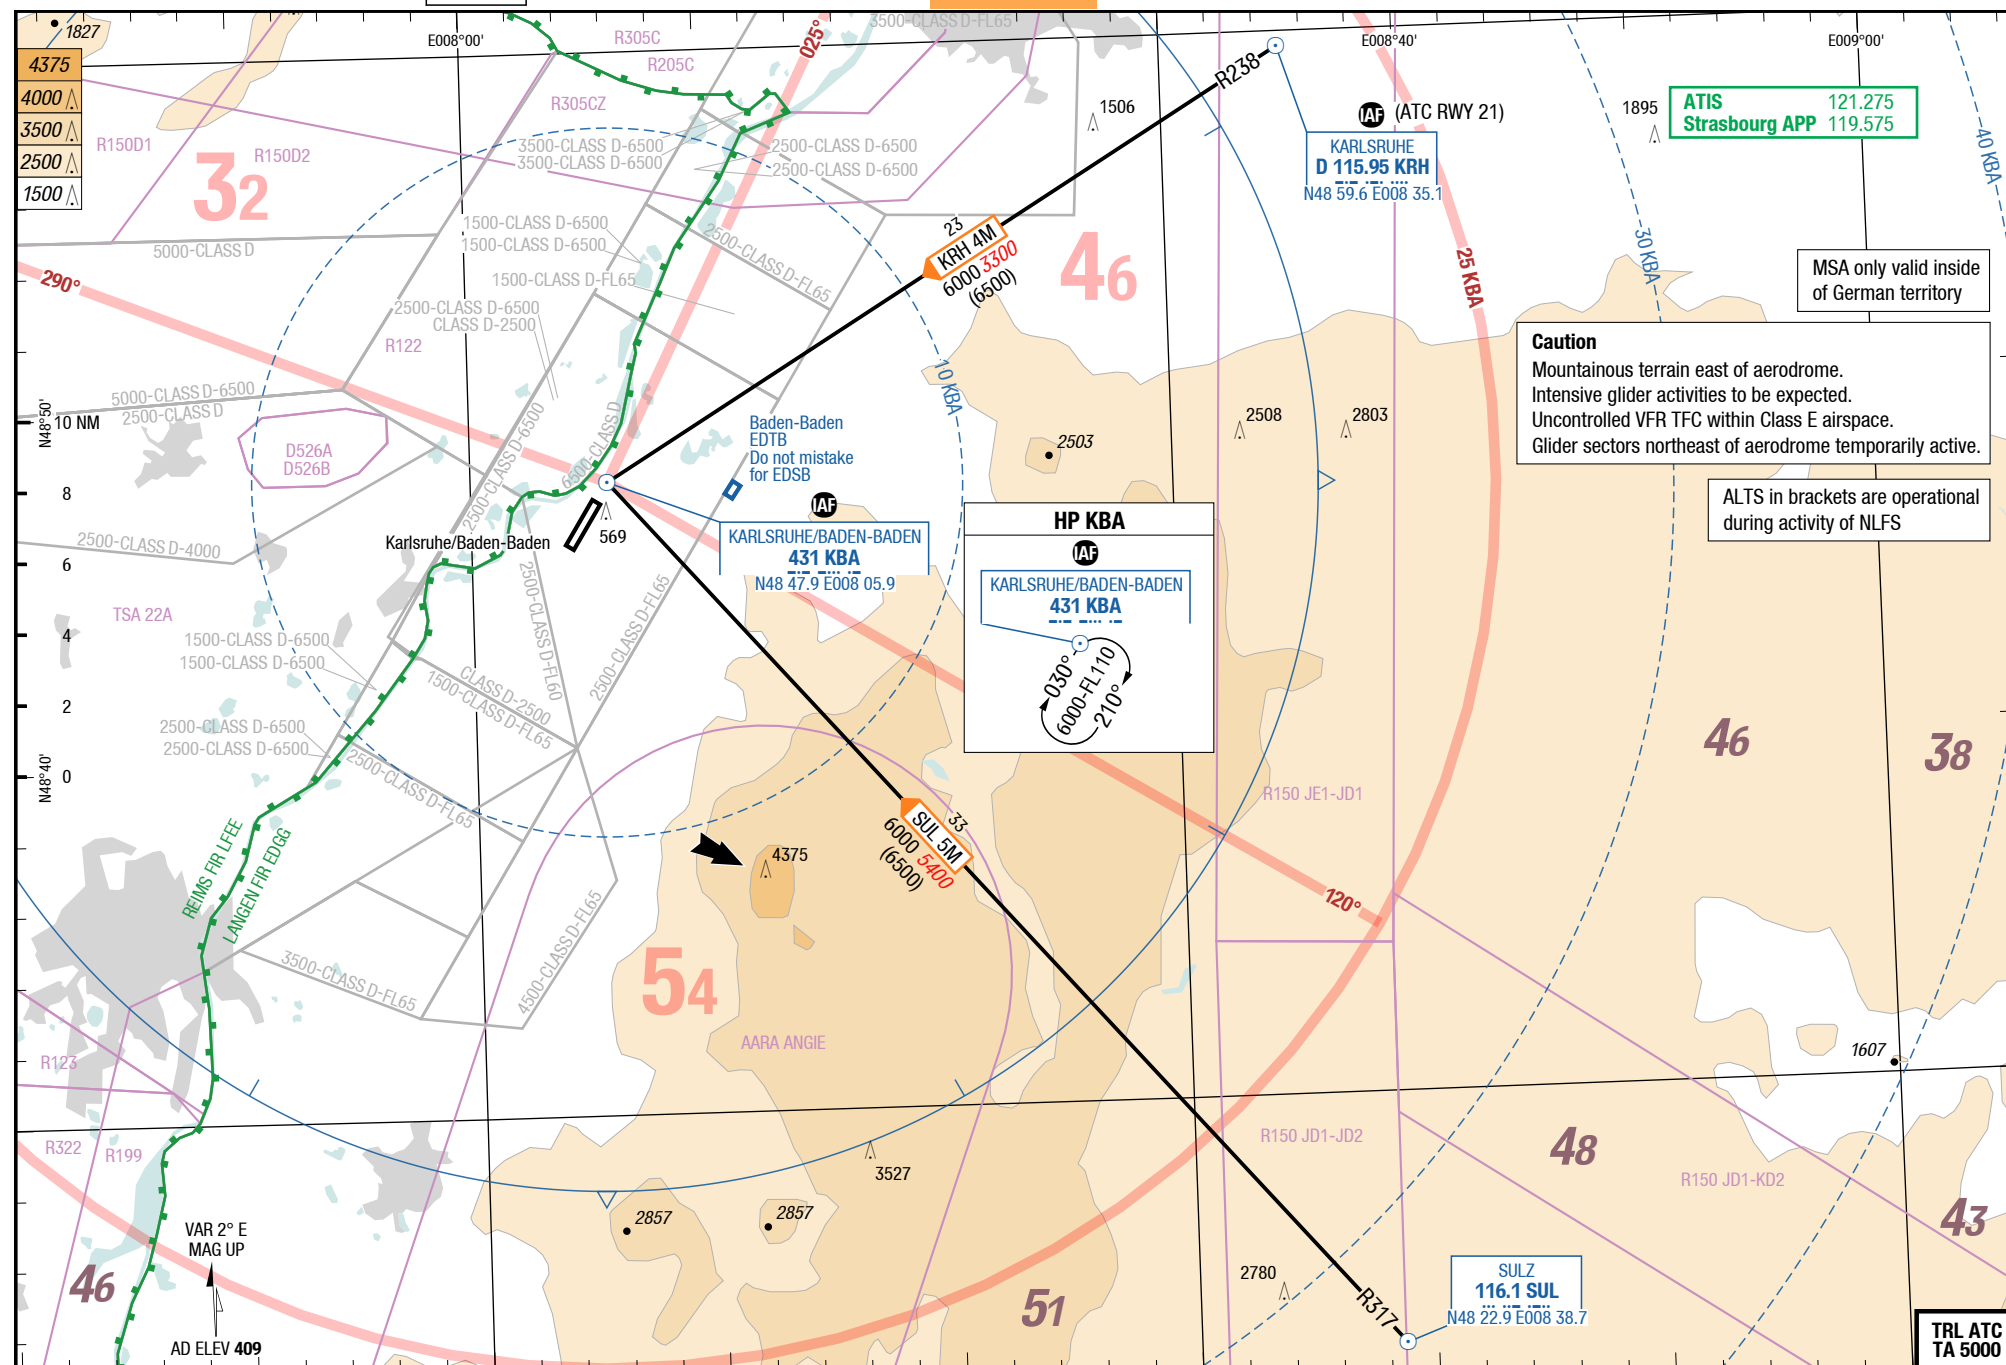 1827
4375
4000
3500
2500
1500
E008°00'
R305C
R205C
R305CZ
025°
3500-CLASS D-FL65
E008°40'
E009°00'
R238
IAF (ATC RWY 21)
KARLSRUHE
D 115.95 KRH
N48 59.6 E008 35.1
1506
1895
ATIS 121.275
Strasbourg APP 119.575
40 KBA
R150D1
R150D2
32
3500-CLASS D-6500
3500-CLASS D-6500
2500-CLASS D-6500
2500-CLASS D-6500
5000-CLASS D
1500-CLASS D-6500
1500-CLASS D-6500
1500-CLASS D-FL65
2500-CLASS D-FL65
23
KRH 4M
6000 3300
(6500)
46
25 KBA
30 KBA
MSA only valid inside
of German territory
290°
2500-CLASS D-6500
CLASS D-2500
R122
Caution
Mountainous terrain east of aerodrome.
Intensive glider activities to be expected.
Uncontrolled VFR TFC within Class E airspace.
Glider sectors northeast of aerodrome temporarily active.
5000-CLASS D-6500
2500-CLASS D
N48°50'
10 NM
D526A
D526B
2500-CLASS D-6500
6500-CLASS D
10 KBA
Baden-Baden
EDTB
Do not mistake
for EDSB
2503
2508
2803
8
ALTS in brackets are operational
during activity of NLFS
2500-CLASS D-4000
Karlsruhe/Baden-Baden
569
IAF
KARLSRUHE/BADEN-BADEN
431 KBA
N48 47.9 E008 05.9
HP KBA
IAF
KARLSRUHE/BADEN-BADEN
431 KBA
030°
6000-FL110
210°
6
TSA 22A
4
1500-CLASS D-6500
1500-CLASS D-6500
2500-CLASS D-FL60
2500-CLASS D-FL65
CLASS D-2500
1500-CLASS D-FL65
2
2500-CLASS D-6500
2500-CLASS D-6500
2500-CLASS D-FL65
N48°40'
0
46
38
R150 JE1-JD1
33
SUL 5M
6000 5400
(6500)
REIMS FIR LFEE
LANGEN FIR EDGG
4375
120°
3500-CLASS D-FL65
4500-CLASS D-FL65
54
AARA ANGIE
R123
1607
R322
R199
3527
R150 JD1-JD2
48
R150 JD1-KD2
2857
2857
43
VAR 2° E
MAG UP
46
2780
51
R317
SULZ
116.1 SUL
N48 22.9 E008 38.7
AD ELEV 409
TRL ATC
TA 5000